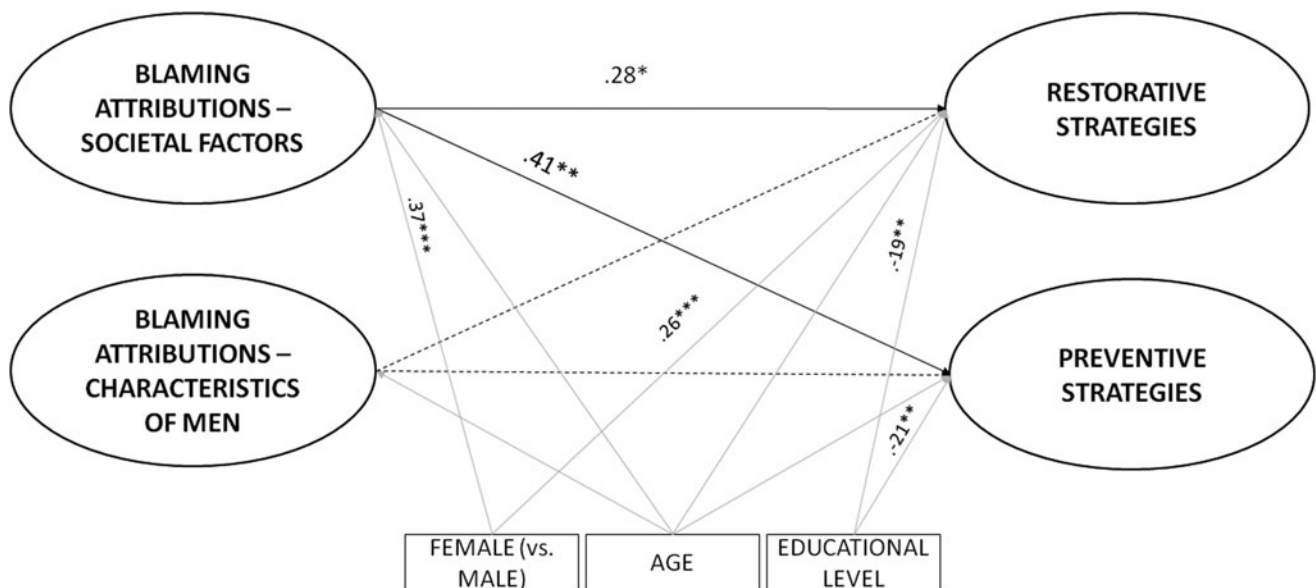 BLAMING
ATTRIBUTIONS –
SOCIETAL FACTORS
.28*
RESTORATIVE
STRATEGIES
.41**
.37***
.-19**
BLAMING
ATTRIBUTIONS –
CHARACTERISTICS
OF MEN
.26***
PREVENTIVE
STRATEGIES
.-21**
FEMALE (vs.
MALE)
AGE
EDUCATIONAL
LEVEL